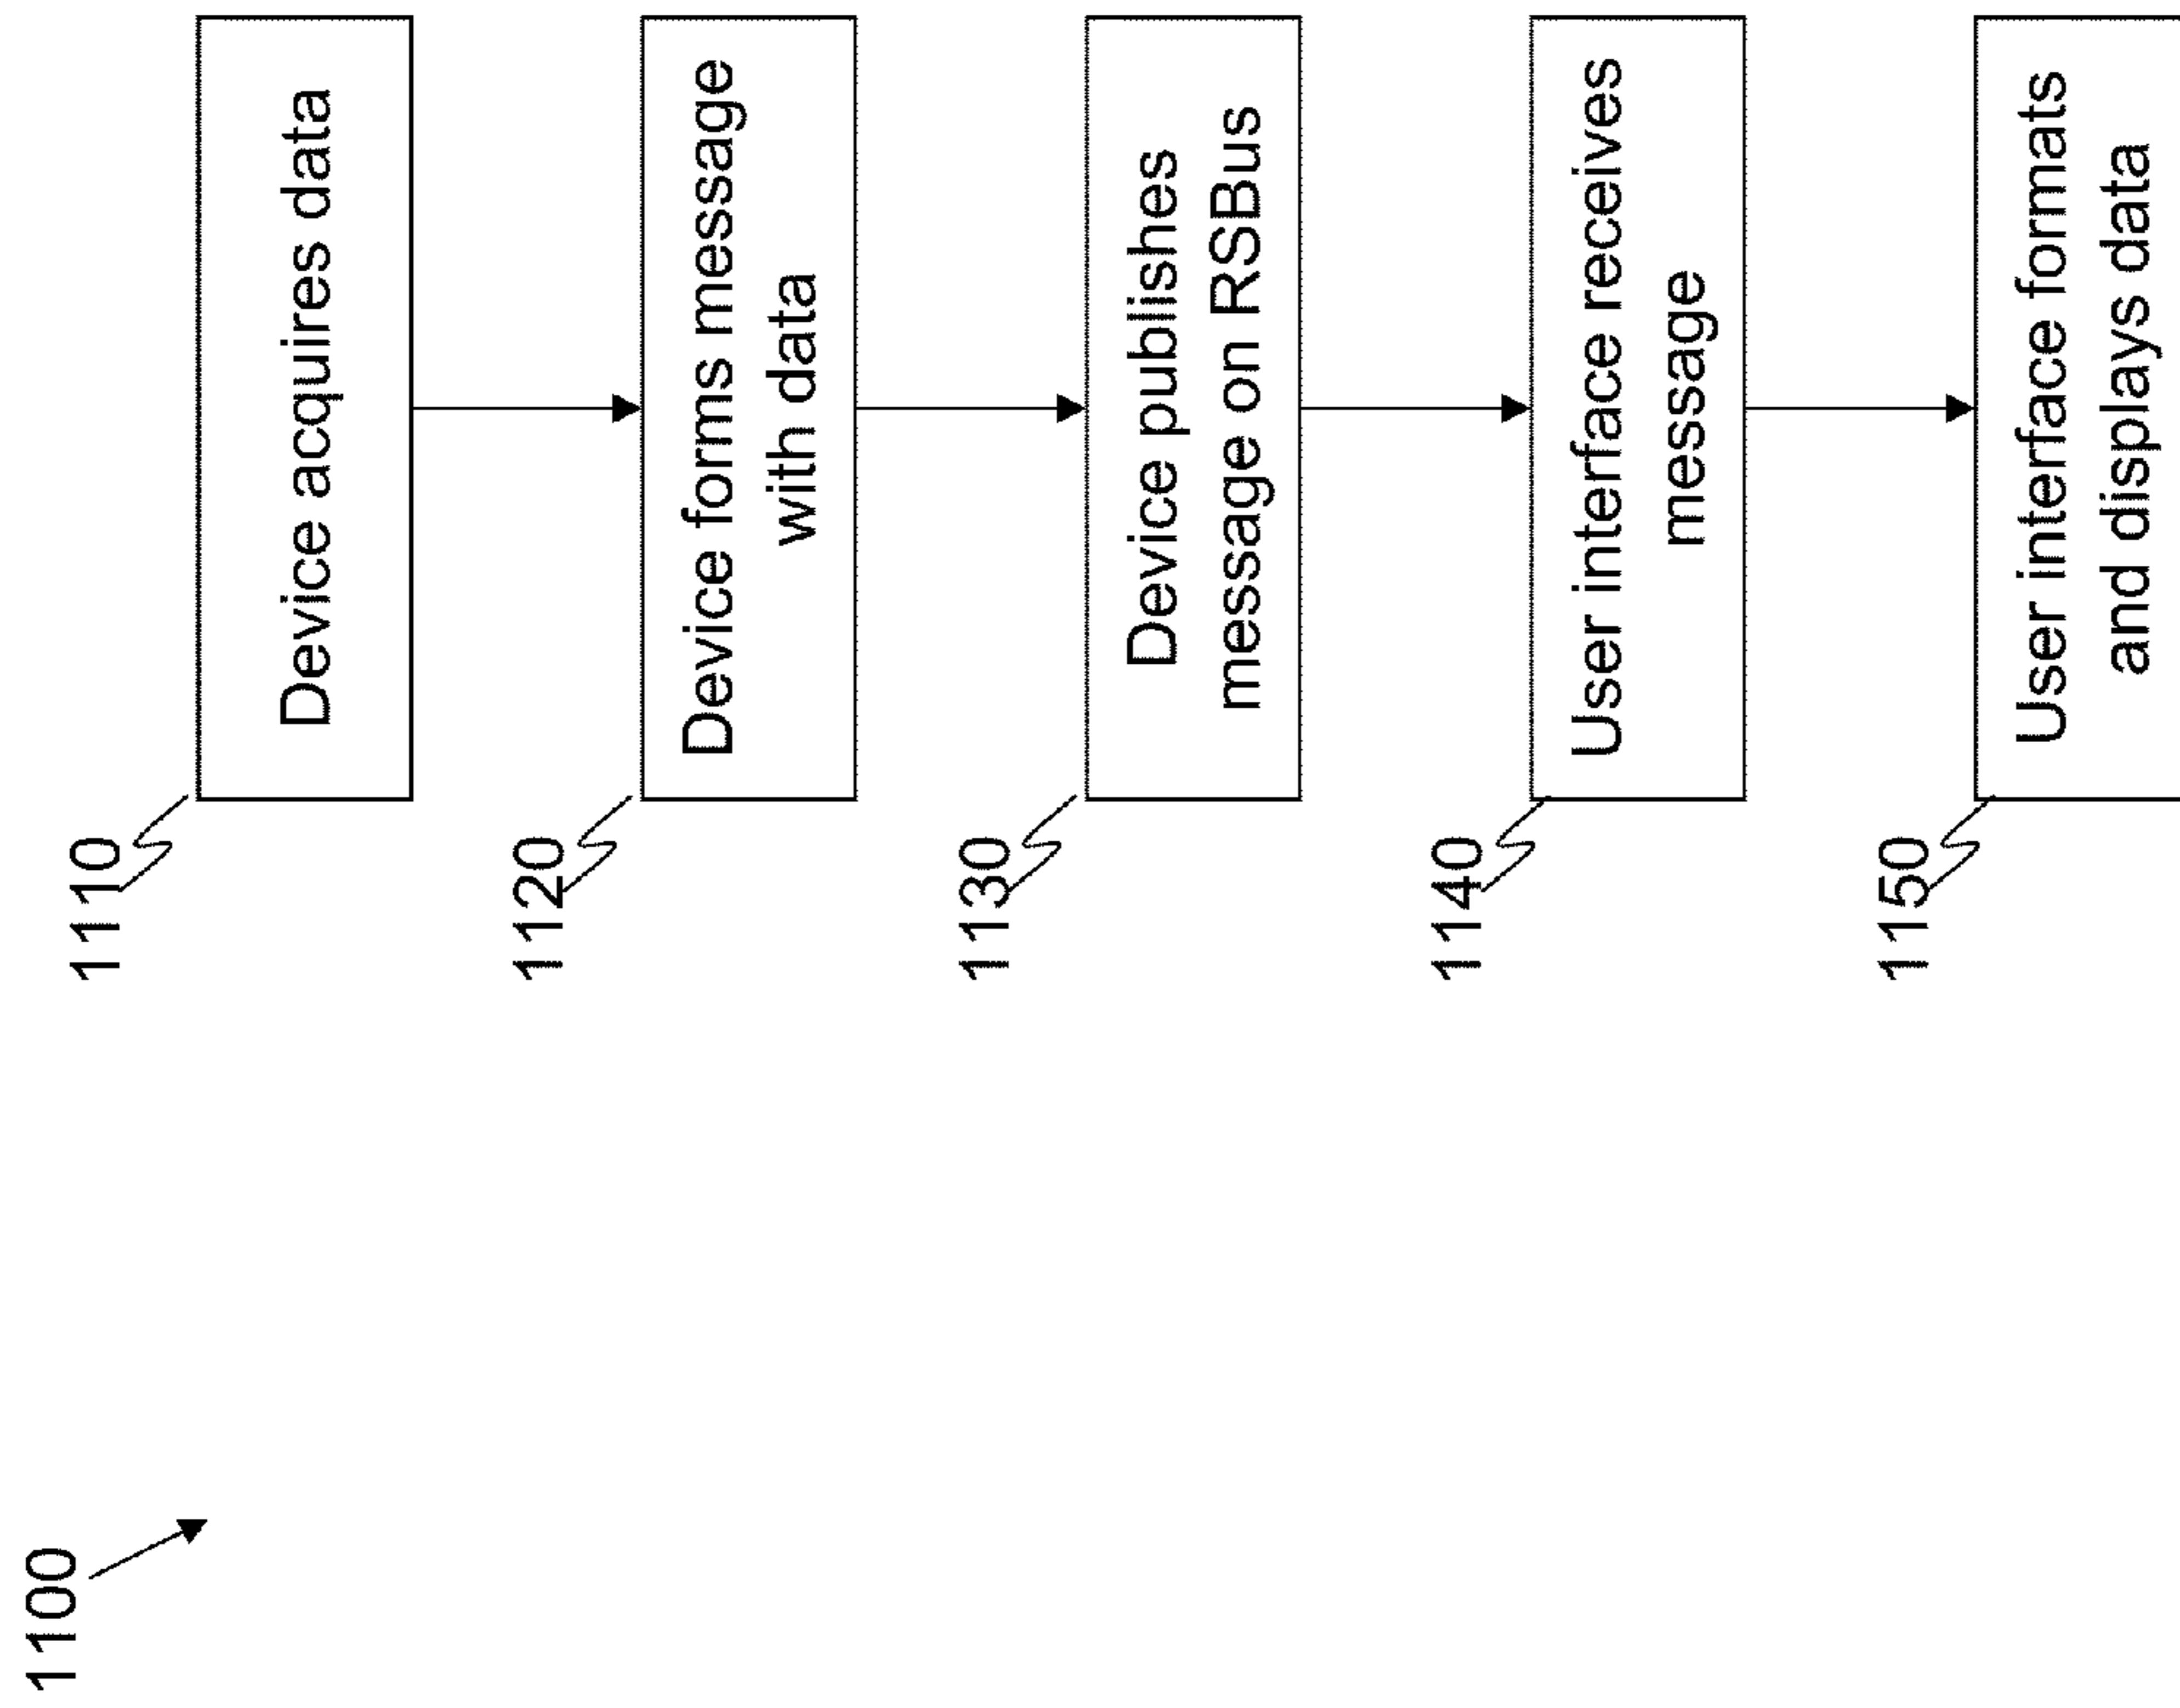 1100
1110
Device acquires data
1120
Device forms message
with data
1130
Device publishes
message on RSBus
1140
User interface receives
message
1150
User interface formats
and displays data